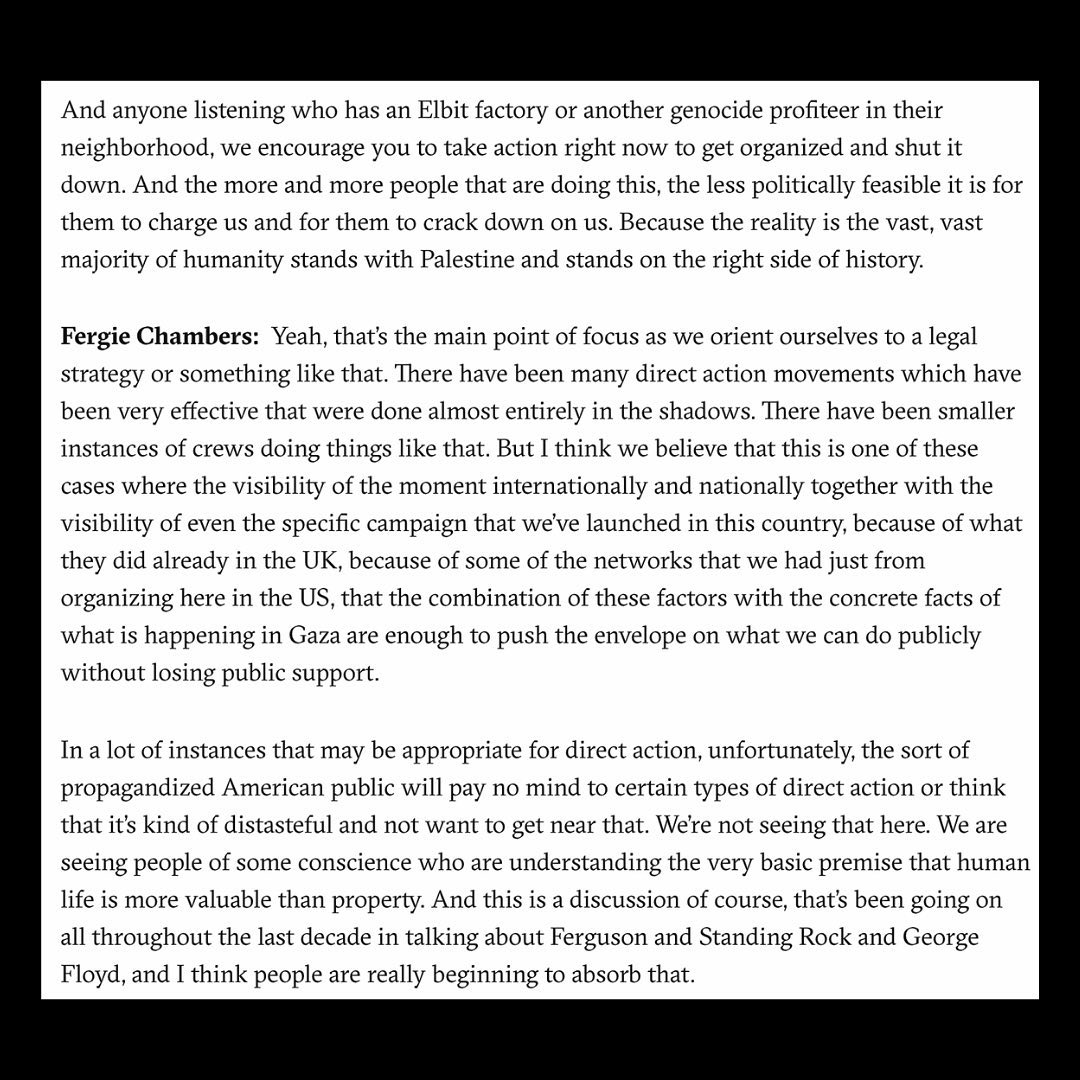 And anyone listening who has an Elbit factory or another genocide profiteer in their
neighborhood, we encourage you to take action right now to get organized and shut it
down. And the more and more people that are doing this, the less politically feasible it is for
them to charge us and for them to crack down on us. Because the reality is the vast, vast
majority of humanity stands with Palestine and stands on the right side of history.
Fergie Chambers: Yeah, that’s the main point of focus as we orient ourselves to a legal
strategy or something like that. There have been many direct action movements which have
been very effective that were done almost entirely in the shadows. There have been smaller
instances of crews doing things like that. But I think we believe that this is one of these
cases where the visibility of the moment internationally and nationally together with the
visibility of even the specific campaign that we’ve launched in this country, because of what
they did already in the UK, because of some of the networks that we had just from
organizing here in the US, that the combination of these factors with the concrete facts of
what is happening in Gaza are enough to push the envelope on what we can do publicly
without losing public support.
In a lot of instances that may be appropriate for direct action, unfortunately, the sort of
propagandized American public will pay no mind to certain types of direct action or think
that it’s kind of distasteful and not want to get near that. We’re not seeing that here. We are
seeing people of some conscience who are understanding the very basic premise that human
life is more valuable than property. And this is a discussion of course, that’s been going on
all throughout the last decade in talking about Ferguson and Standing Rock and George
Floyd, and I think people are really beginning to absorb that.